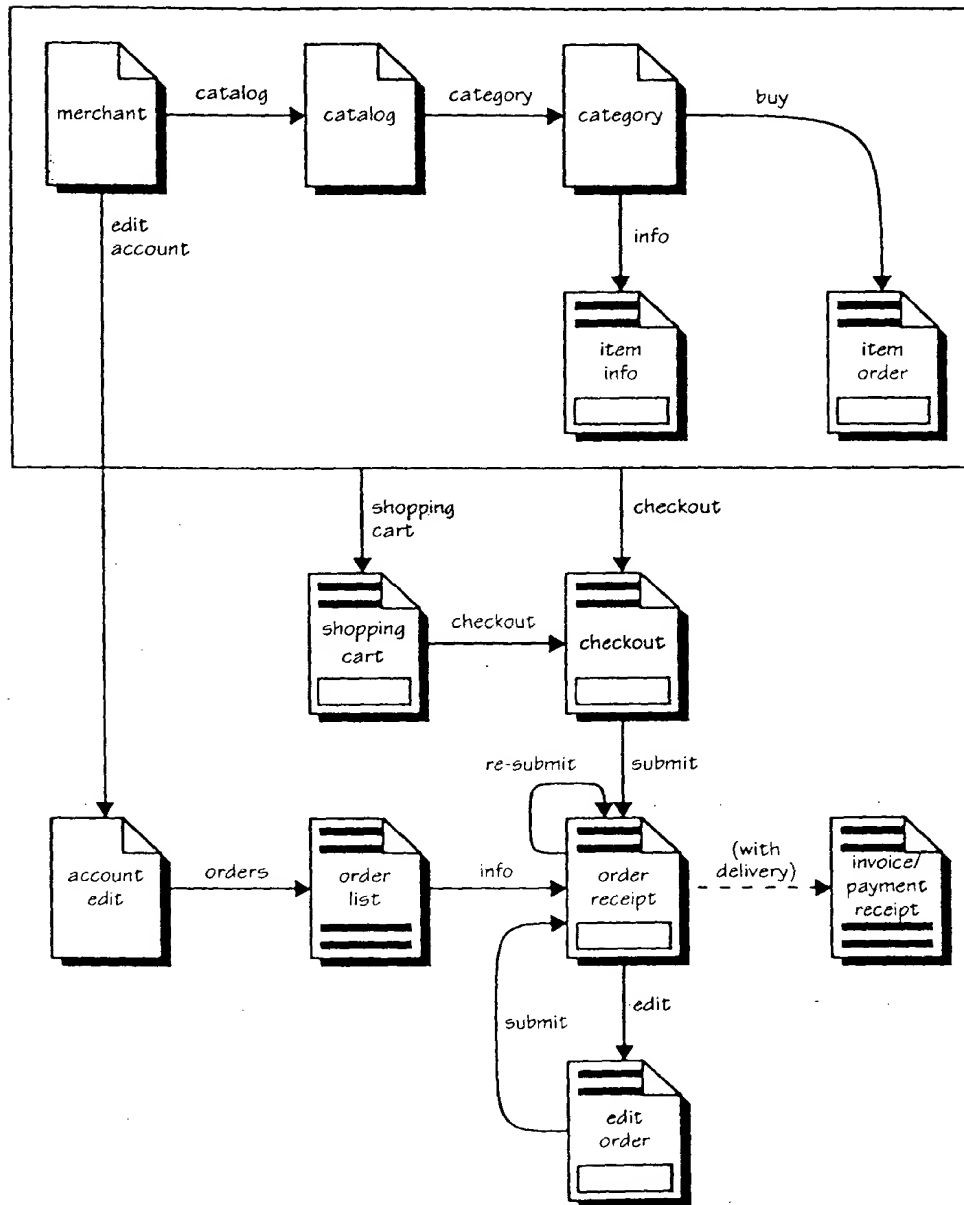 catalog
category
buy
merchant
catalog
category
edit
account
info
item
info
item
order
shopping
cart
checkout
shopping
cart
checkout
checkout
re-submit
submit
account
edit
orders
order
list
info
order
receipt
(with
delivery)
invoice/
payment
receipt
submit
edit
edit
order